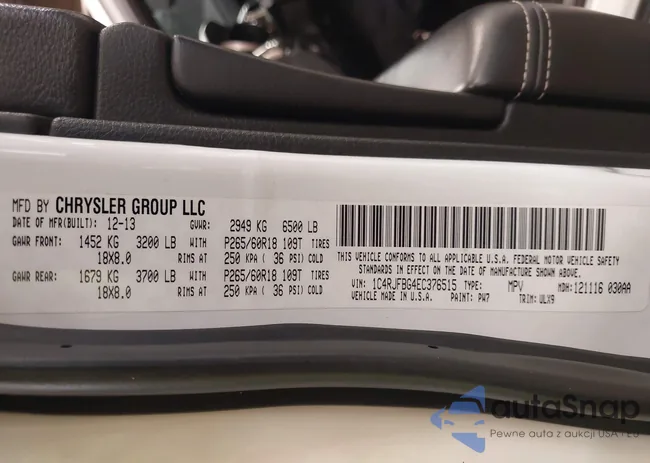 MFD BY CHRYSLER GROUP LLC
DATE OF MFR(BUILT): 12-13 GVWR: 2949 KG 6500 LB
GAWR FRONT: 1452 KG 3200 LB WITH P265/60R18 109T TIRES
18X8.0 RIMS AT 250 KPA ( 36 PSI) COLD
GAWR REAR: 1679 KG 3700 LB WITH P265/60R18 109T TIRES
18X8.0 RIMS AT 250 KPA ( 36 PSI) COLD
THIS VEHICLE CONFORMS TO ALL APPLICABLE U.S.A. FEDERAL MOTOR VEHICLE SAFETY
STANDARDS IN EFFECT ON THE DATE OF MANUFACTURE SHOWN ABOVE.
VIN: 1C4RJFBG4EC376515 TYPE: MPV MDH: 121116 030AA
VEHICLE MADE IN U.S.A. PAINT: PW7 TRIM: ULX9
autoSnap
Pewne auta z aukcji USA i EU